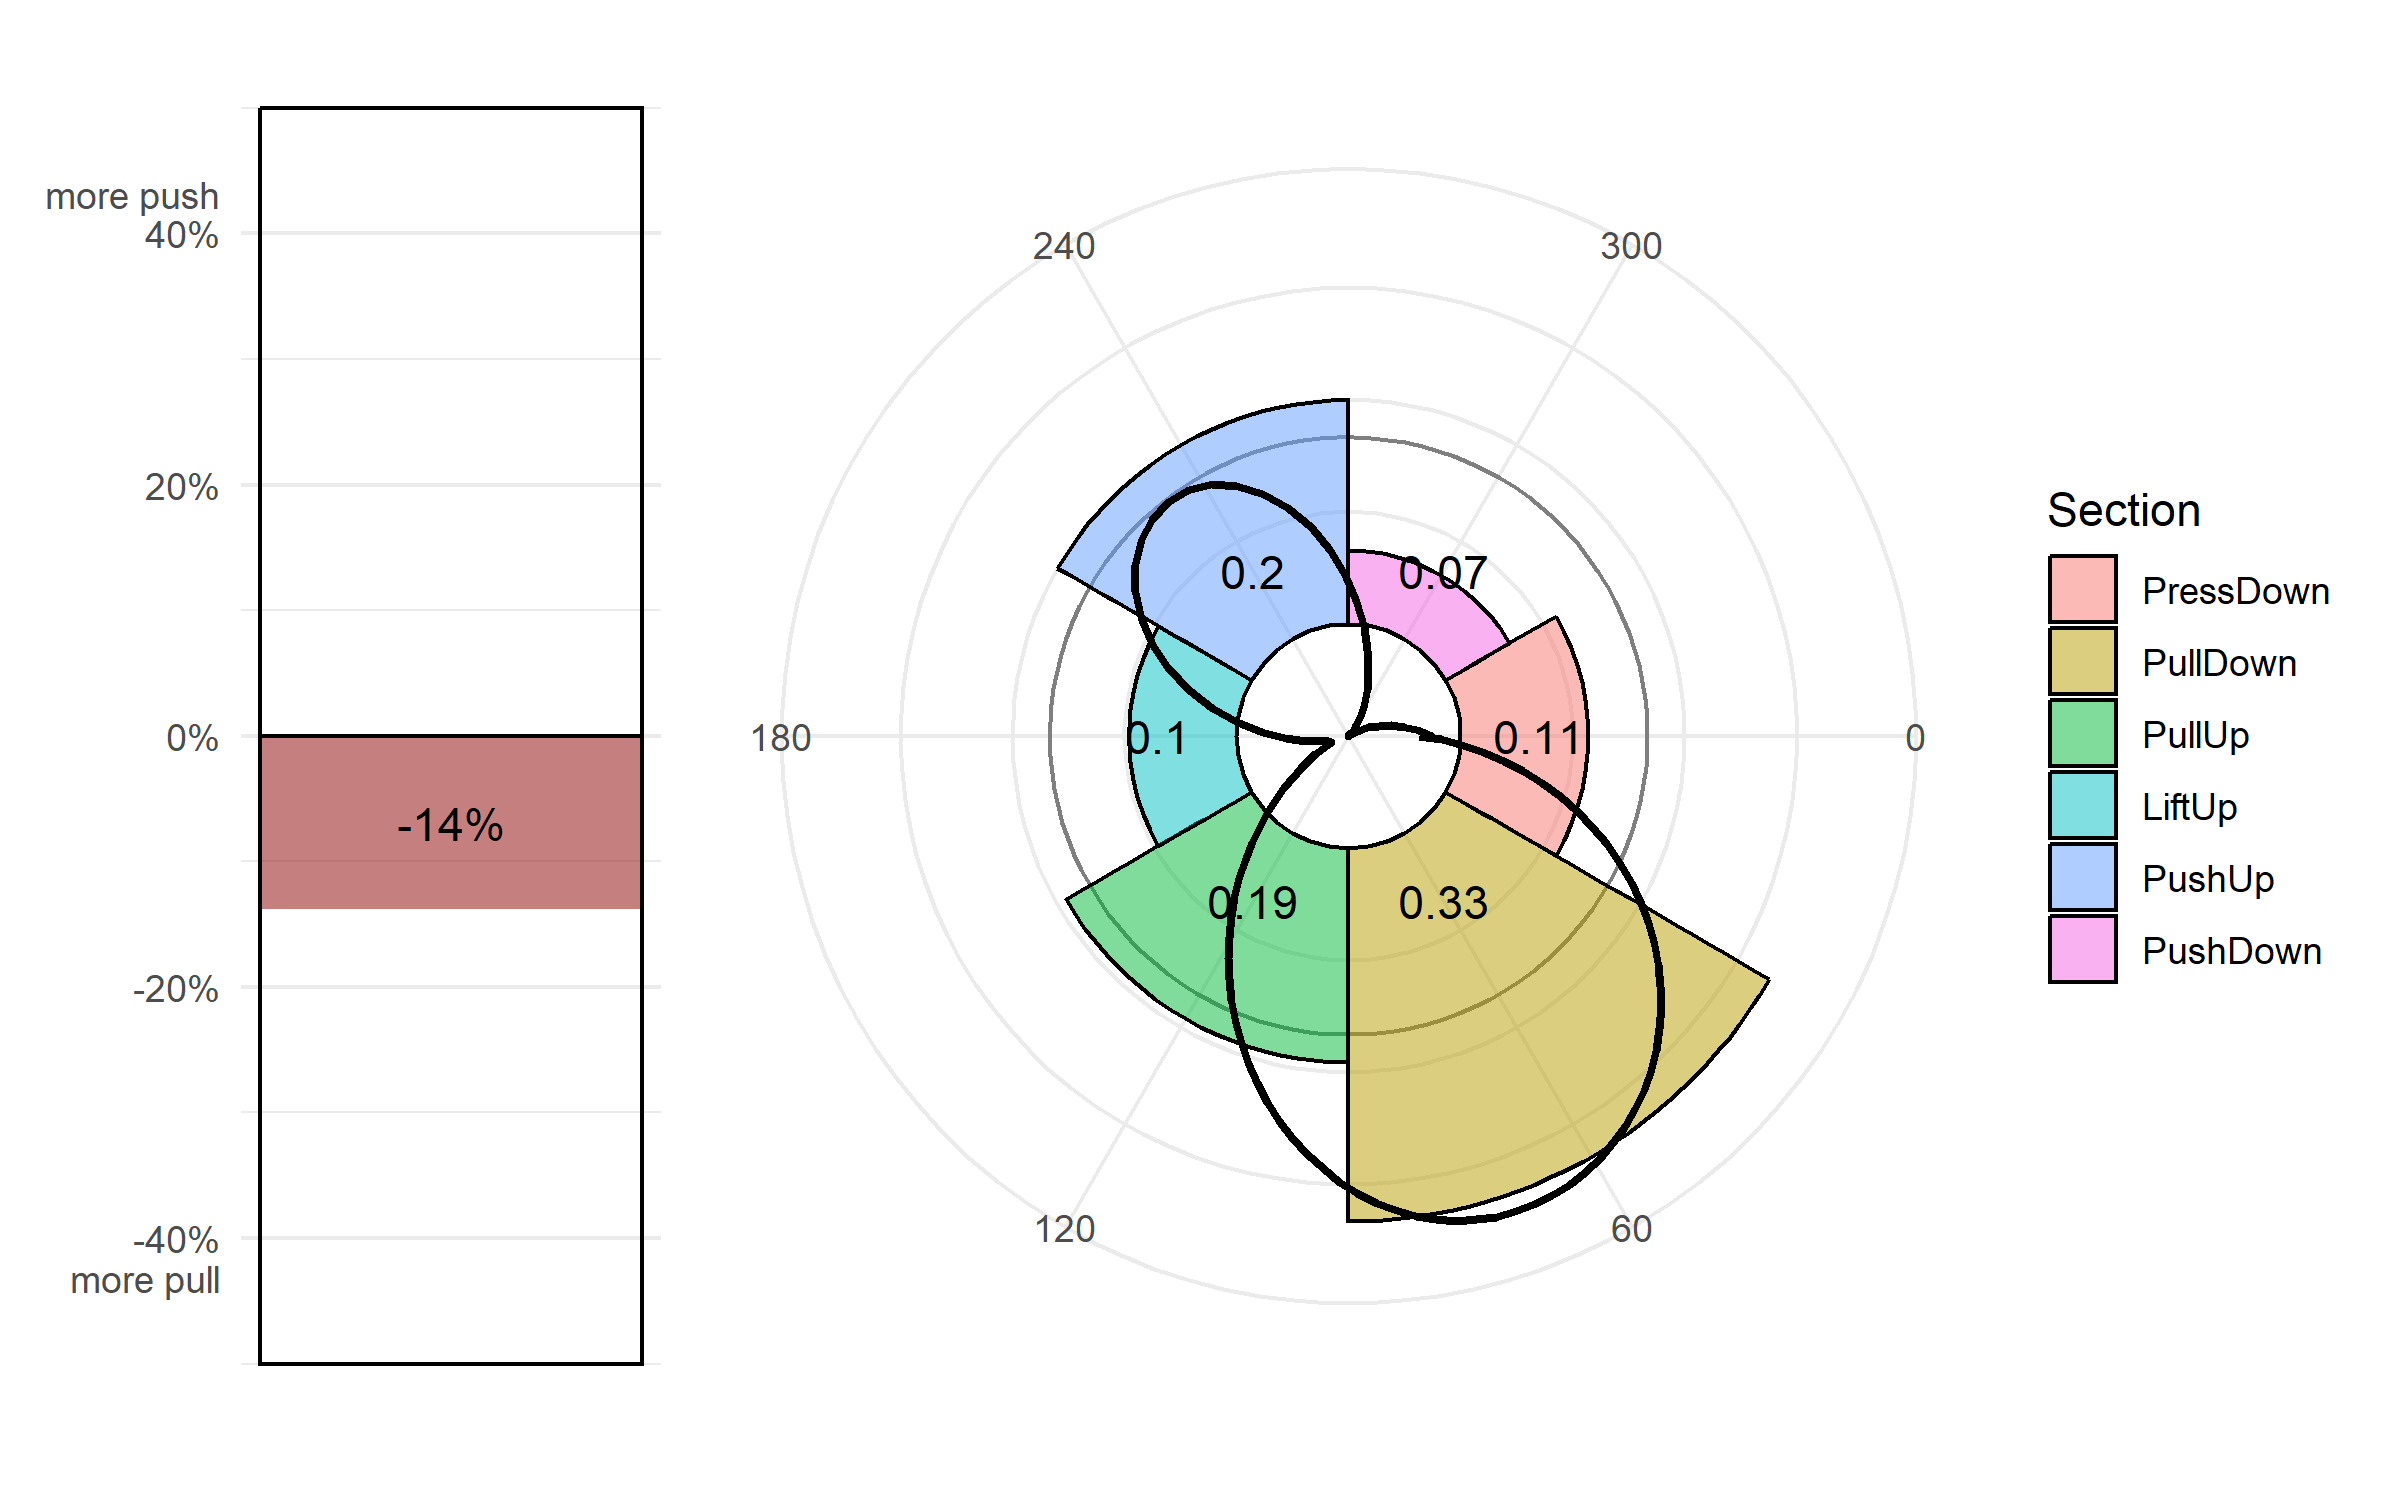 more push
40%
20%
0%
-20%
-40%
more pull
-14%
240
300
180
0
120
60
0.2
0.07
0.1
0.11
0.19
0.33
Section
PressDown
PullDown
PullUp
LiftUp
PushUp
PushDown